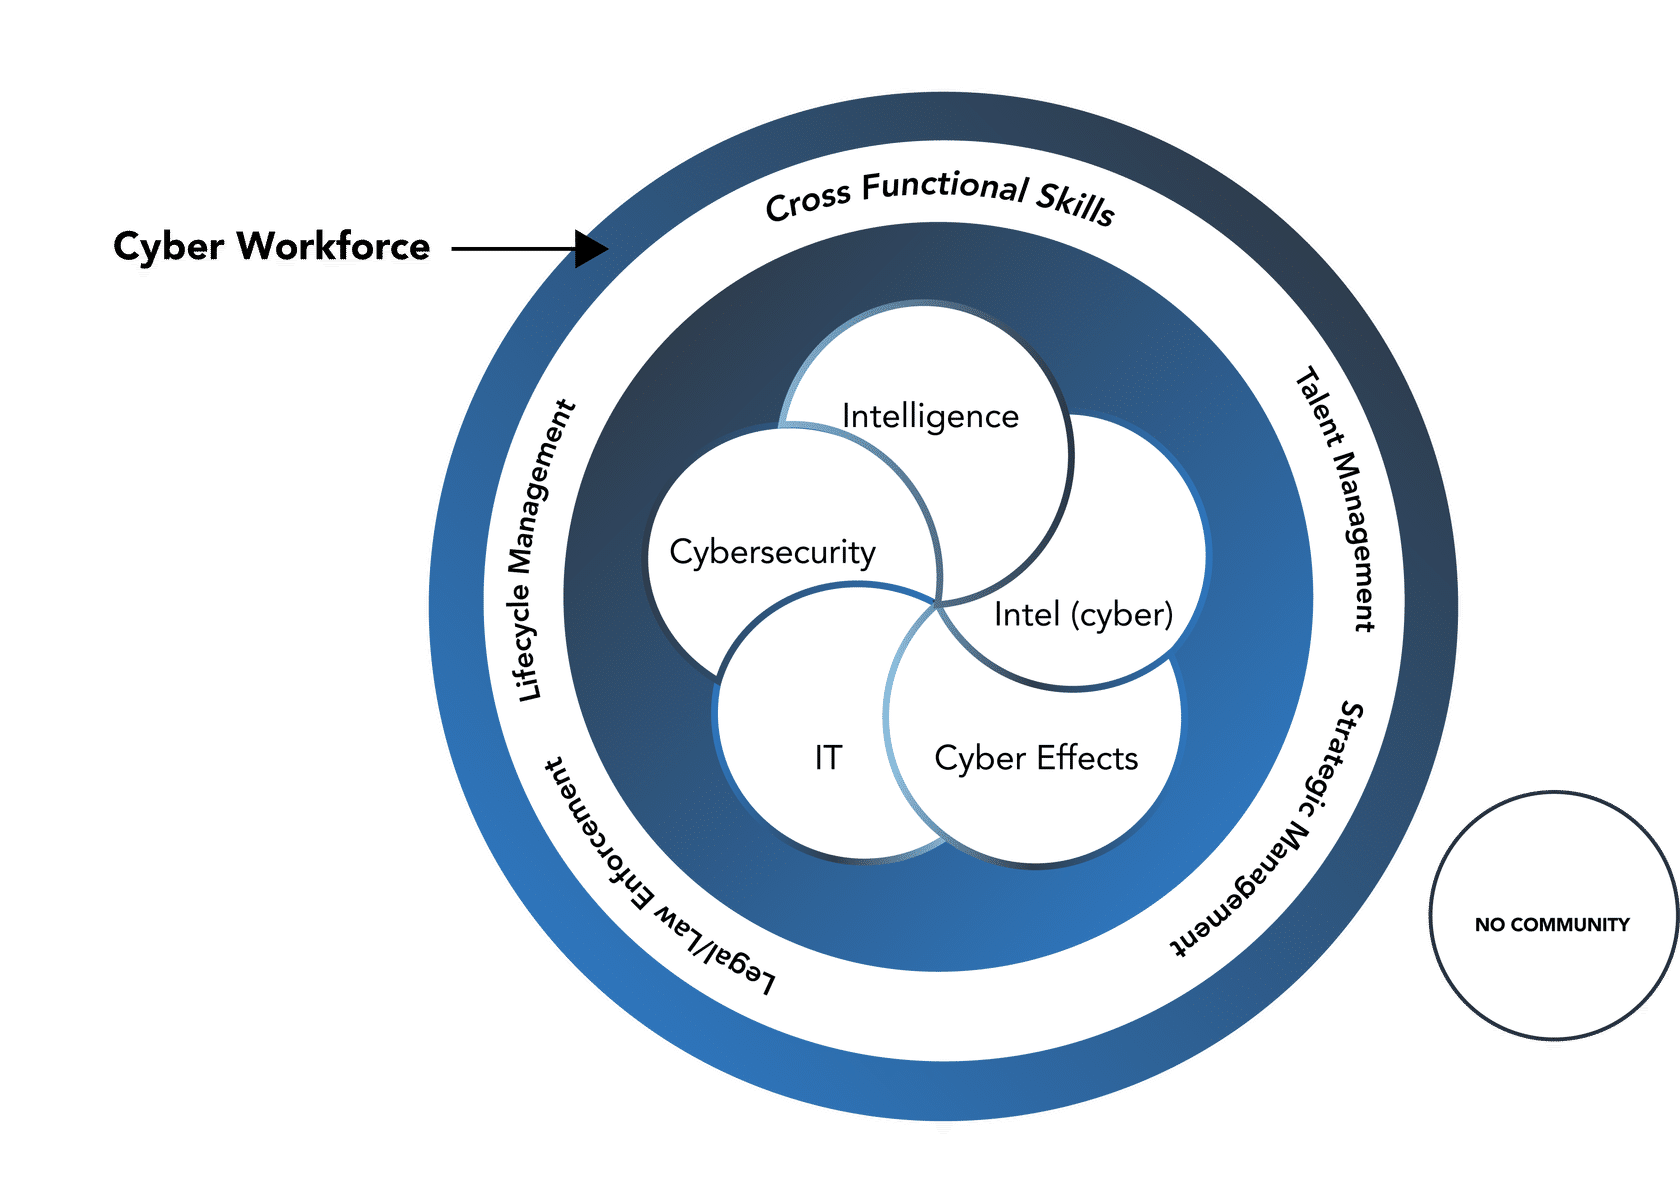 Cross Functional Skills
Cyber Workforce
Talent Management
Lifecycle Management
Intelligence
Cybersecurity
Intel (cyber)
IT
Cyber Effects
Strategic Management
Legal/Law Enforcement
NO COMMUNITY